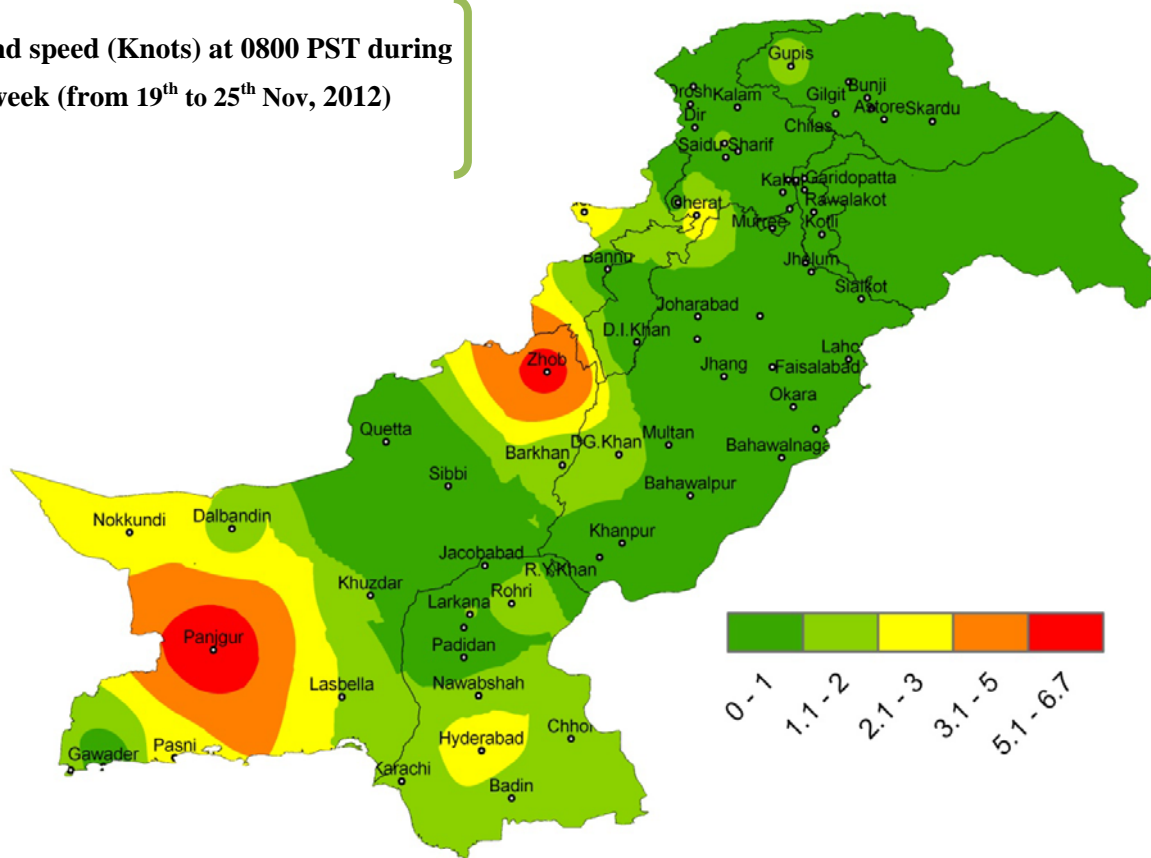 nd speed (Knots) at 0800 PST during
week (from 19th to 25th Nov, 2012)
Gupis
Drosh
Kalam
Gilgit
Bunji
Astore
Skardu
Dir
Chilas
Saidu Sharif
Garidopatta
Rawalakot
Cherat
Murree
Kotli
Bannu
Jhelum
Sialkot
Joharabad
D.I.Khan
Zhob
Jhang
Faisalabad
Okara
Quetta
Barkhan
DG.Khan
Multan
Bahawalnaga
Sibbi
Bahawalpur
Nokkundi
Dalbandin
Khanpur
Jacobabad
R.Y.Khan
Khuzdar
Larkana
Rohri
Panjgur
Padidan
Lasbella
Nawabshah
Gawader
Pasni
Hyderabad
Chhor
Karachi
Badin
0 - 1
1.1 - 2
2.1 - 3
3.1 - 5
5.1 - 6.7